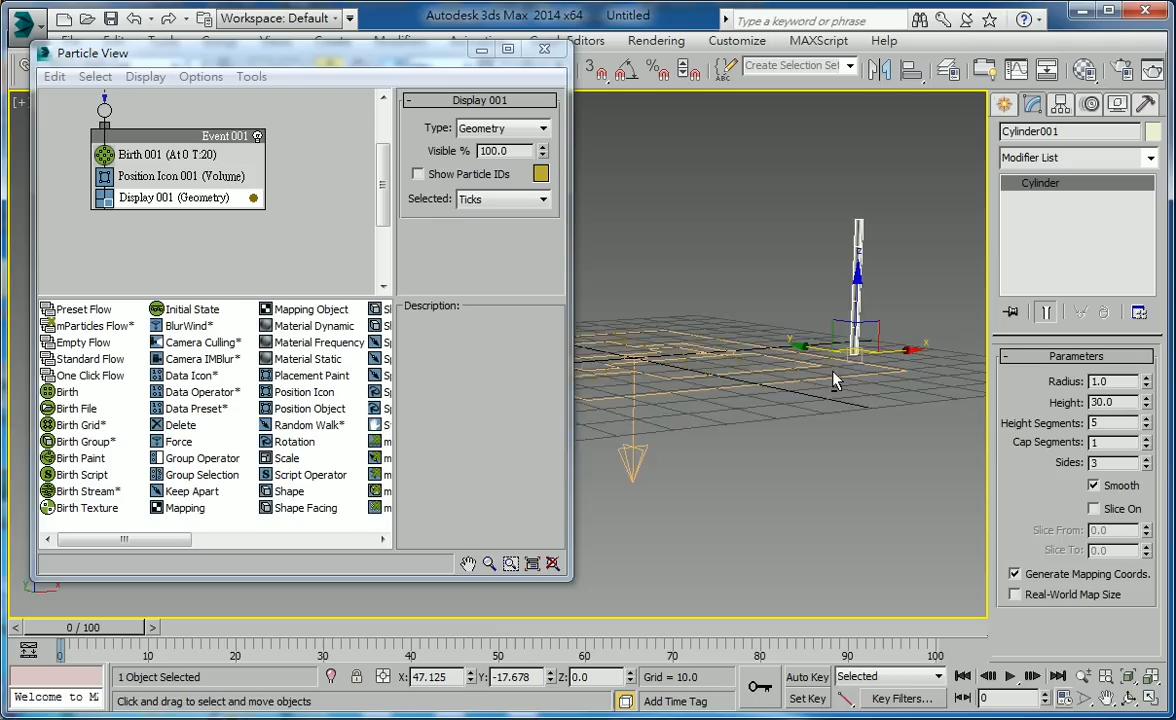 Workspace: Default
Autodesk 3ds Max 2014 x64 Untitled
Type a keyword or phrase
Editors Rendering Customize MAXScript Help
Create Selection Set
Particle View
Edit Select Display Options Tools
Event 001
Birth 001 (At 0 T:20)
Position Icon 001 (Volume)
Display 001 (Geometry)
Display 001
Type: Geometry
Visible % 100.0
Show Particle IDs
Selected: Ticks
Description:
Preset Flow Initial State Mapping Object
mParticles Flow* BlurWind* Material Dynamic
Empty Flow Camera Culling* Material Frequency
Standard Flow Camera IMBlur* Material Static
One Click Flow Data Icon* Placement Paint
Birth Data Operator* Position Icon
Birth File Data Preset* Position Object
Birth Grid* Delete Random Walk*
Birth Group* Force Rotation
Birth Paint Group Operator Scale
Birth Script Group Selection Script Operator
Birth Stream* Keep Apart Shape
Birth Texture Mapping Shape Facing
[+]
z
y
x
Cylinder001
Modifier List
Cylinder
Parameters
Radius: 1.0
Height: 30.0
Height Segments: 5
Cap Segments: 1
Sides: 3
Smooth
Slice On
Slice From: 0.0
Slice To: 0.0
Generate Mapping Coords.
Real-World Map Size
0 / 100
0 10 20 30 40 50 60 70 80 90 100
1 Object Selected
X: 47.125 Y: -17.678 Z: 0.0 Grid = 10.0
Auto Key Selected
Welcome to M
Click and drag to select and move objects
Add Time Tag
Set Key Key Filters... 0